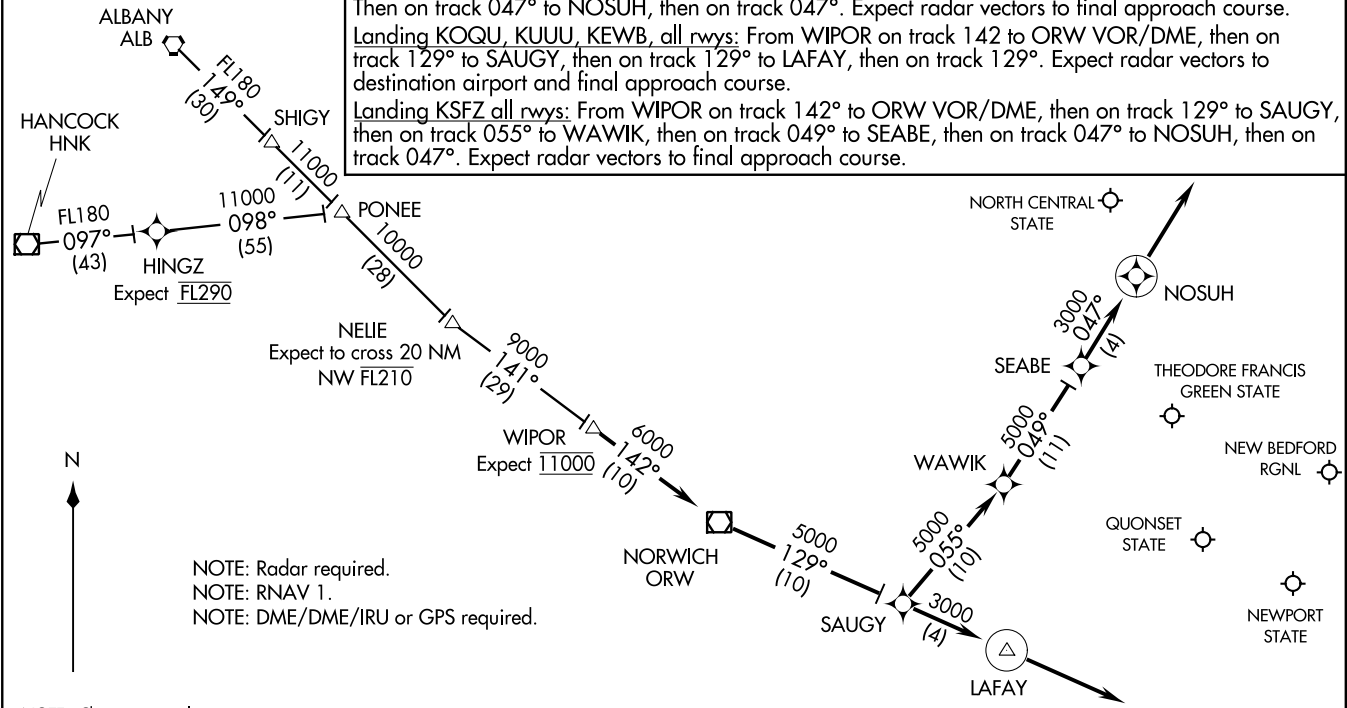 Then on track 047° to NOSUH, then on track 047°. Expect radar vectors to final approach course.
Landing KOQU, KUUU, KEWB, all rwys: From WIPOR on track 142 to ORW VOR/DME, then on
track 129° to SAUGY, then on track 129° to LAFAY, then on track 129°. Expect radar vectors to
destination airport and final approach course.
Landing KSFZ all rwys: From WIPOR on track 142° to ORW VOR/DME, then on track 129° to SAUGY,
then on track 055° to WAWIK, then on track 049° to SEABE, then on track 047° to NOSUH, then on
track 047°. Expect radar vectors to final approach course.
ALBANY
ALB
FL180
149°
(30)
SHIGY
11000
(11)
HANCOCK
HNK
FL180
097°
(43)
HINGZ
Expect FL290
11000
098°
(55)
PONEE
10000
(28)
NELIE
Expect to cross 20 NM
NW FL210
9000
141°
(29)
WIPOR
Expect 11000
6000
142°
(10)
NORWICH
ORW
5000
129°
(10)
SAUGY
3000
(4)
LAFAY
5000
055°
(10)
WAWIK
5000
049°
(11)
SEABE
3000
047°
(4)
NOSUH
NORTH CENTRAL
STATE
THEODORE FRANCIS
GREEN STATE
NEW BEDFORD
RGNL
QUONSET
STATE
NEWPORT
STATE
N
NOTE: Radar required.
NOTE: RNAV 1.
NOTE: DME/DME/IRU or GPS required.